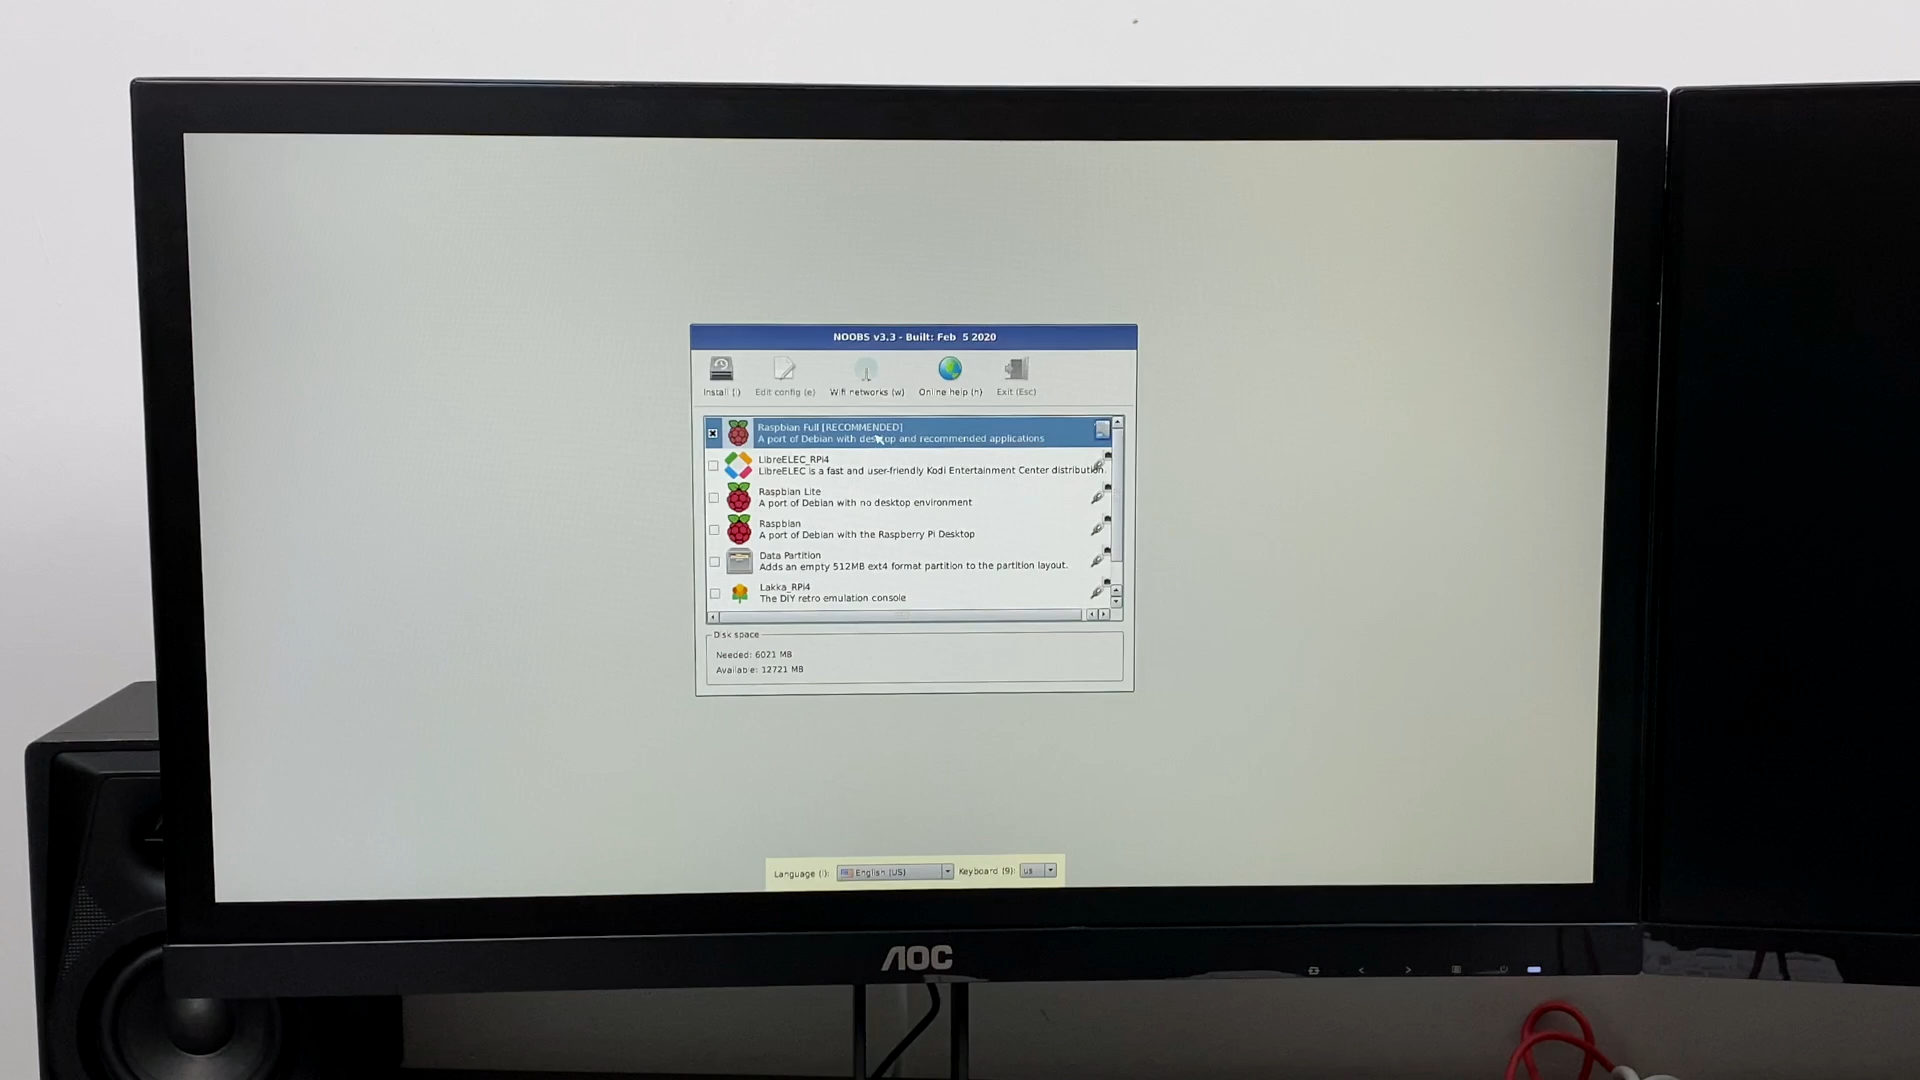 NOOBS v3.3 - Built: Feb 5 2020
Install (i) Edit config (e) Wifi networks (w) Online help (h) Exit (Esc)
Raspbian Full [RECOMMENDED]
A port of Debian with desktop and recommended applications
LibreELEC_RPi4
LibreELEC is a fast and user-friendly Kodi Entertainment Center distribution.
Raspbian Lite
A port of Debian with no desktop environment
Raspbian
A port of Debian with the Raspberry Pi Desktop
Data Partition
Adds an empty 512MB ext4 format partition to the partition layout.
Lakka_RPi4
The DIY retro emulation console
Disk space
Needed: 6021 MB
Available: 12721 MB
Language (l): English (US) Keyboard (9): us
AOC